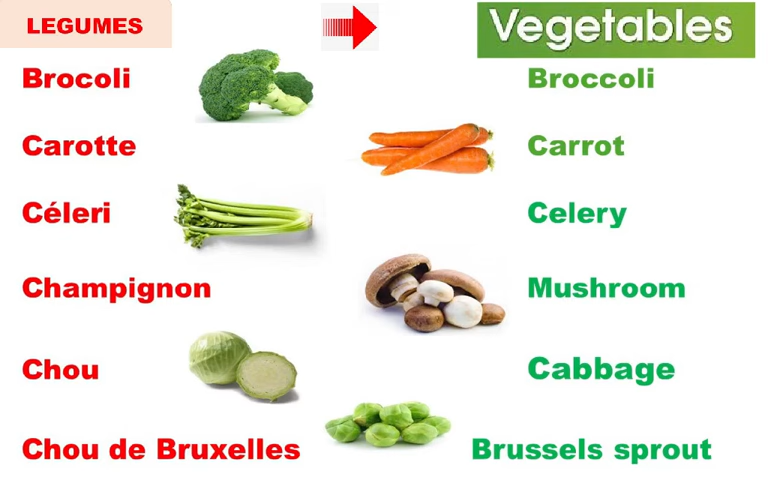 LEGUMES Vegetables
Brocoli Broccoli
Carotte Carrot
Céleri Celery
Champignon Mushroom
Chou Cabbage
Chou de Bruxelles Brussels sprout